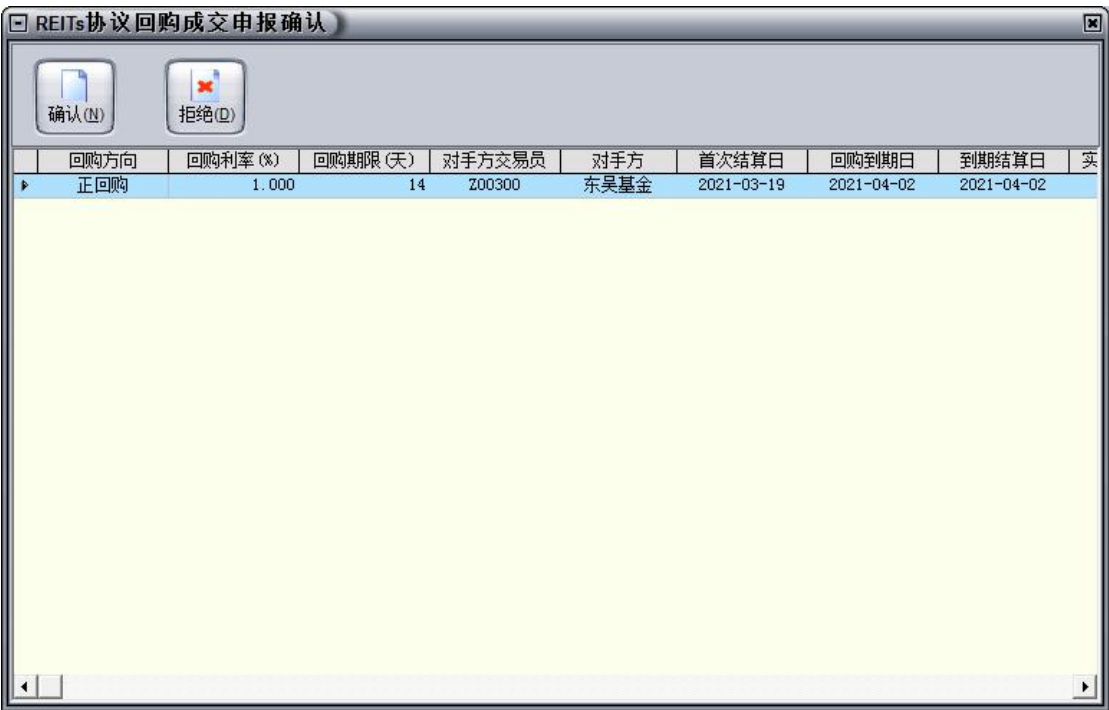 REITs协议回购成交申报确认
确认(N) 拒绝(D)
回购方向 回购利率(%) 回购期限(天) 对手方交易员 对手方 首次结算日 回购到期日 到期结算日 实
正回购 1.000 14 Z00300 东吴基金 2021-03-19 2021-04-02 2021-04-02